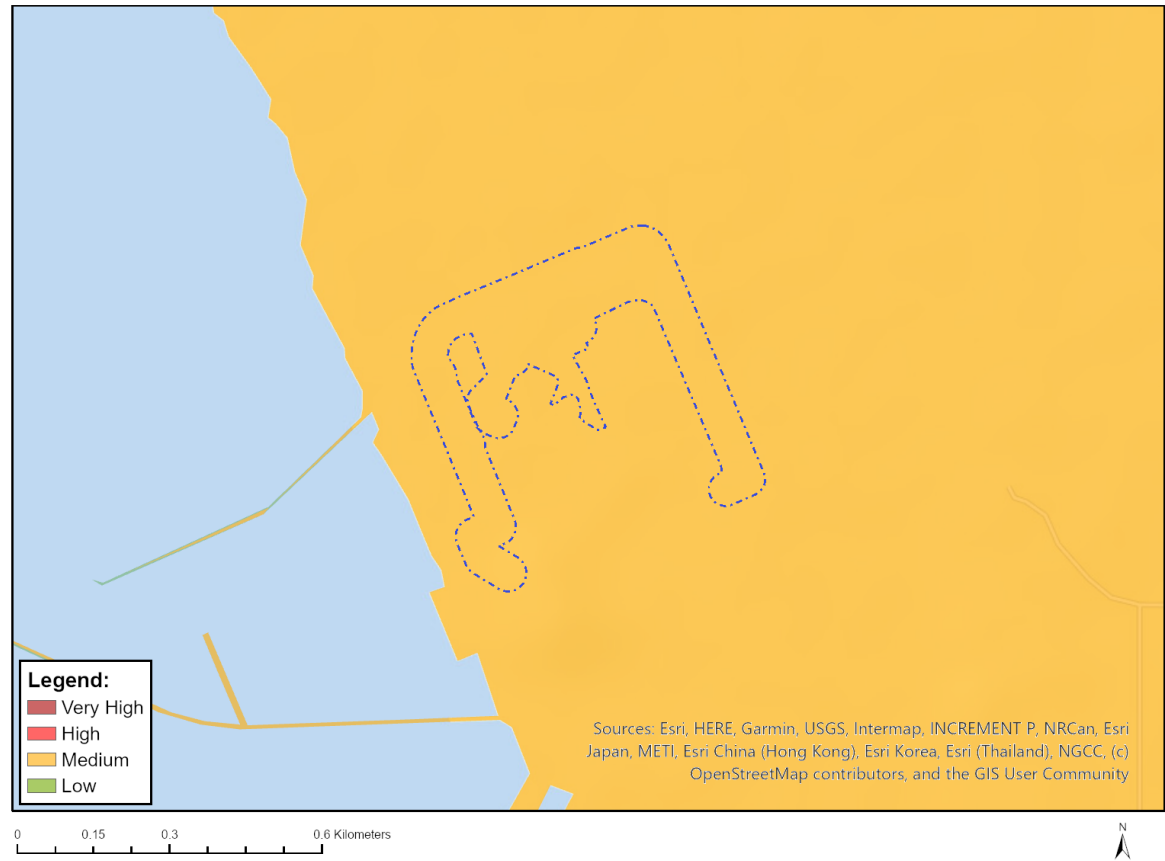 Legend:
Very High
High
Medium
Low
Sources: Esri, HERE, Garmin, USGS, Intermap, INCREMENT P, NRCan, Esri
Japan, METI, Esri China (Hong Kong), Esri Korea, Esri (Thailand), NGCC, (c)
OpenStreetMap contributors, and the GIS User Community
0 0.15 0.3 0.6 Kilometers
N